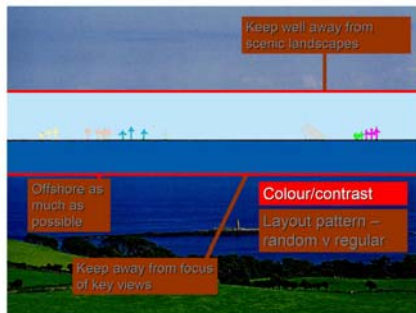 Keep well away from
scenic landscapes
Offshore as
much as
possible
Colour/contrast
Layout pattern –
random v regular
Keep away from focus
of key views